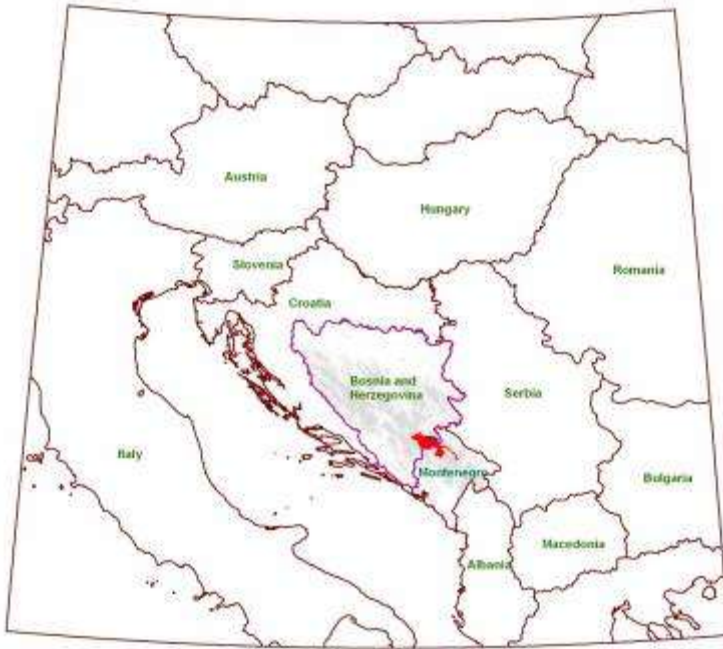 Austria
Hungary
Slovenia
Romania
Croatia
Bosnia and
Herzegovina
Serbia
Italy
Montenegro
Bulgaria
Macedonia
Albania